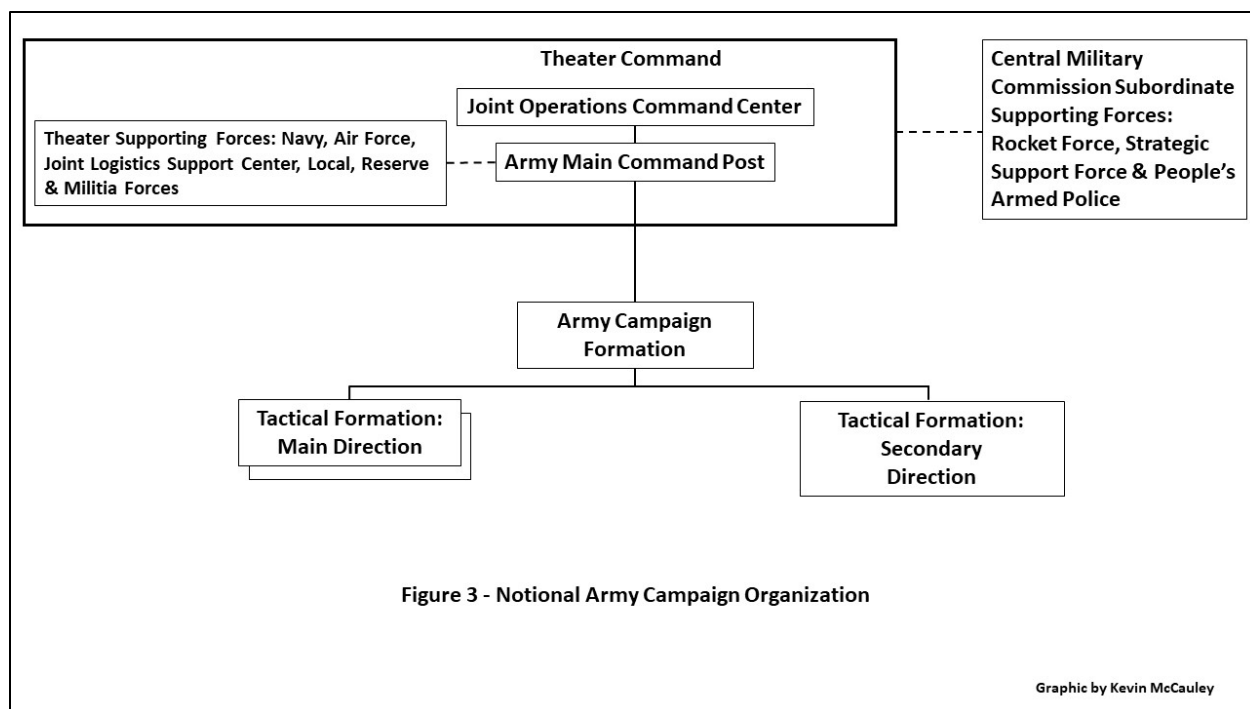 Theater Command
Joint Operations Command Center
Theater Supporting Forces: Navy, Air Force,
Joint Logistics Support Center, Local, Reserve
& Militia Forces
Army Main Command Post
Central Military
Commission Subordinate
Supporting Forces:
Rocket Force, Strategic
Support Force & People’s
Armed Police
Army Campaign
Formation
Tactical Formation:
Main Direction
Tactical Formation:
Secondary
Direction
Figure 3 - Notional Army Campaign Organization
Graphic by Kevin McCauley